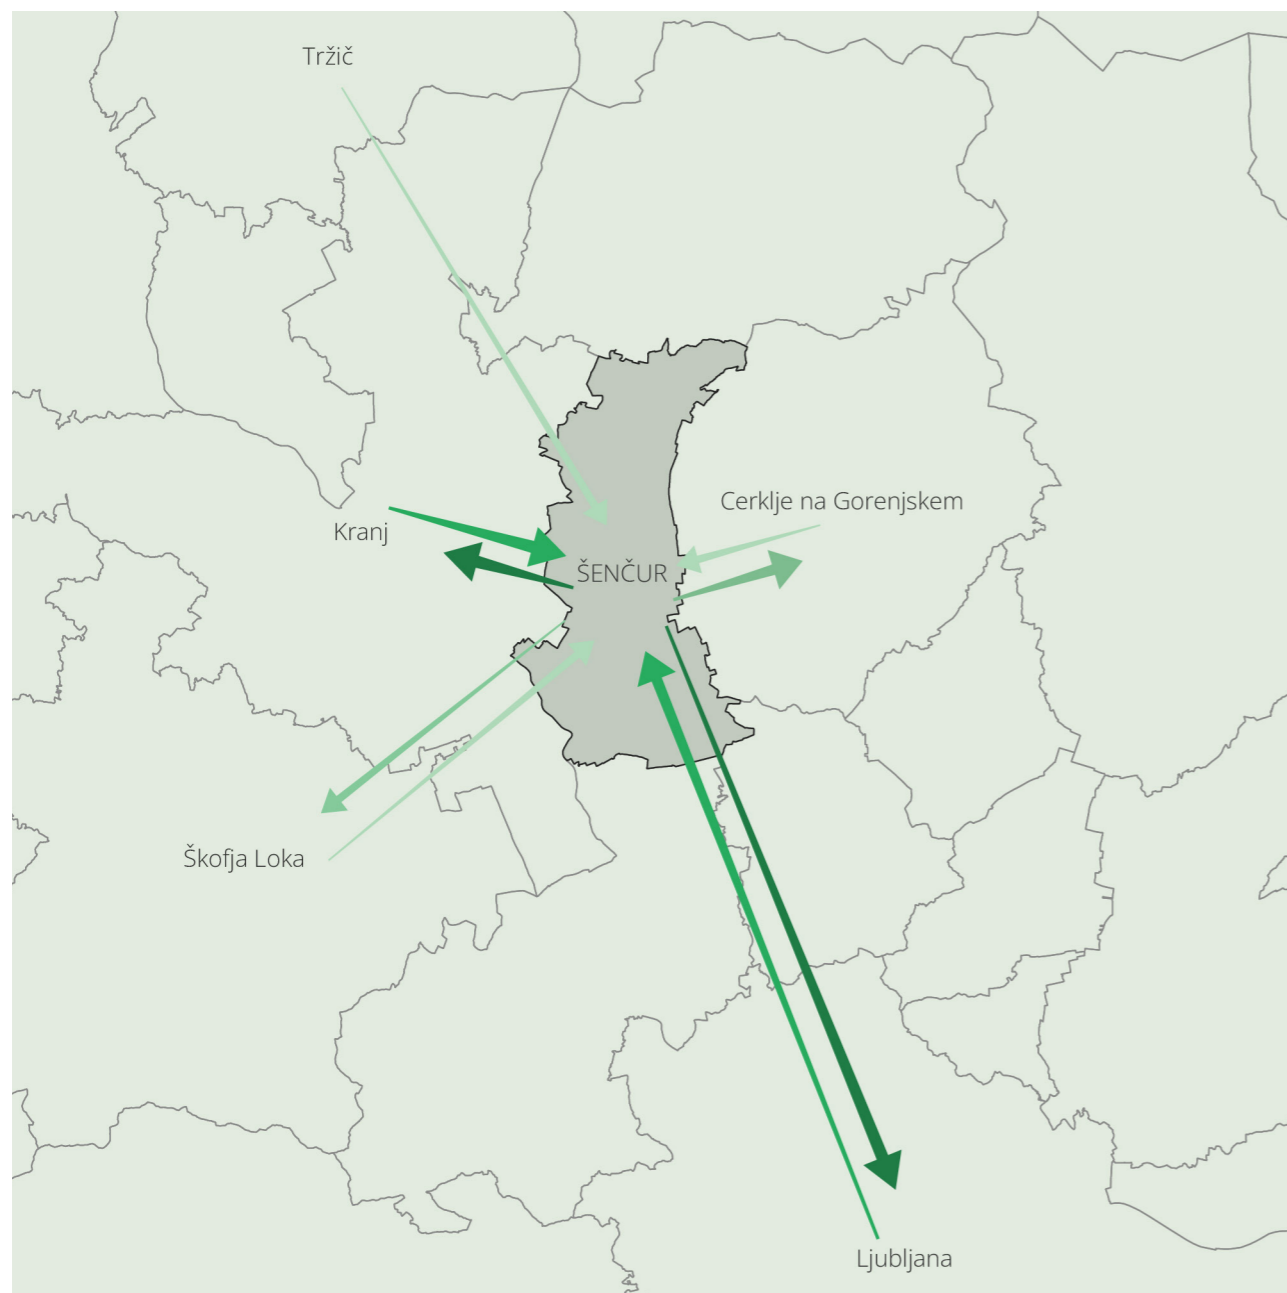 Tržič
Cerklje na Gorenjskem
Kranj
ŠENČUR
Škofja Loka
Ljubljana